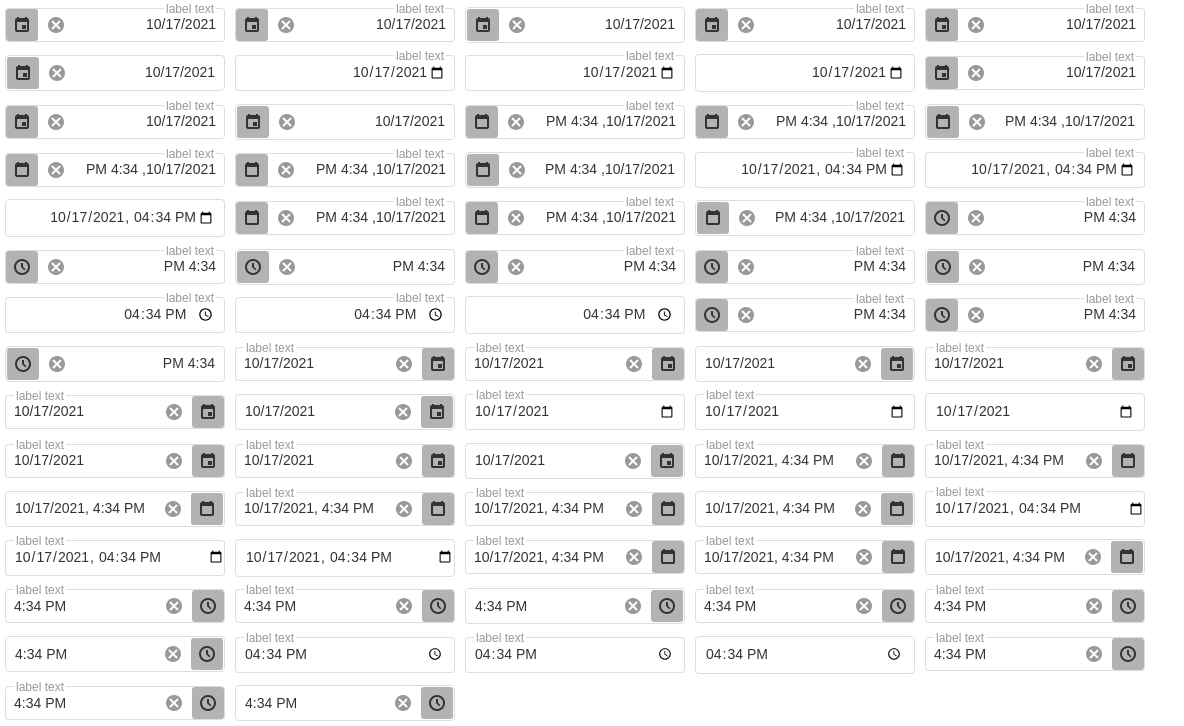 label text
10/17/2021
label text
10/17/2021
10/17/2021
label text
10/17/2021
label text
10/17/2021
10/17/2021
label text
10/17/2021
label text
10/17/2021
10/17/2021
label text
10/17/2021
label text
10/17/2021
10/17/2021
label text
PM 4:34 ,10/17/2021
label text
PM 4:34 ,10/17/2021
PM 4:34 ,10/17/2021
label text
PM 4:34 ,10/17/2021
label text
PM 4:34 ,10/17/2021
PM 4:34 ,10/17/2021
label text
10/17/2021, 04:34 PM
label text
10/17/2021, 04:34 PM
10/17/2021, 04:34 PM
label text
PM 4:34 ,10/17/2021
label text
PM 4:34 ,10/17/2021
PM 4:34 ,10/17/2021
label text
PM 4:34
label text
PM 4:34
PM 4:34
label text
PM 4:34
label text
PM 4:34
PM 4:34
label text
04:34 PM
label text
04:34 PM
04:34 PM
label text
PM 4:34
label text
PM 4:34
PM 4:34
label text
10/17/2021
label text
10/17/2021
10/17/2021
label text
10/17/2021
label text
10/17/2021
10/17/2021
label text
10/17/2021
label text
10/17/2021
10/17/2021
label text
10/17/2021
label text
10/17/2021
10/17/2021
label text
10/17/2021, 4:34 PM
label text
10/17/2021, 4:34 PM
10/17/2021, 4:34 PM
label text
10/17/2021, 4:34 PM
label text
10/17/2021, 4:34 PM
10/17/2021, 4:34 PM
label text
10/17/2021, 04:34 PM
label text
10/17/2021, 04:34 PM
10/17/2021, 04:34 PM
label text
10/17/2021, 4:34 PM
label text
10/17/2021, 4:34 PM
10/17/2021, 4:34 PM
label text
4:34 PM
label text
4:34 PM
4:34 PM
label text
4:34 PM
label text
4:34 PM
4:34 PM
label text
04:34 PM
label text
04:34 PM
04:34 PM
label text
4:34 PM
label text
4:34 PM
4:34 PM